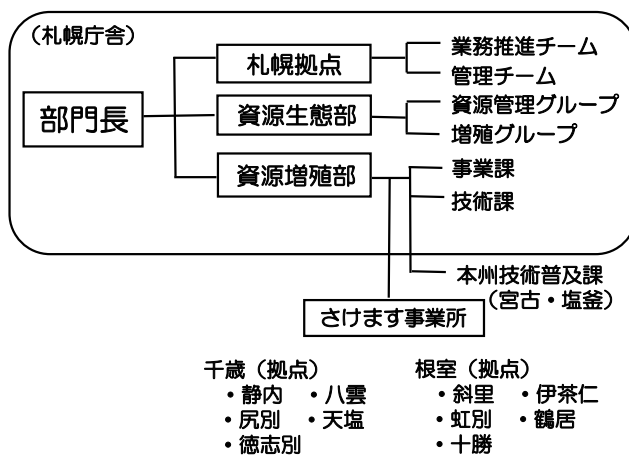 （札幌庁舎）
部門長
札幌拠点
業務推進チーム
管理チーム
資源生態部
資源管理グループ
増殖グループ
資源増殖部
事業課
技術課
本州技術普及課
（宮古・塩釜）
さけます事業所
千歳（拠点）
・静内　・八雲
・尻別　・天塩
・徳志別
根室（拠点）
・斜里　・伊茶仁
・虹別　・鶴居
・十勝